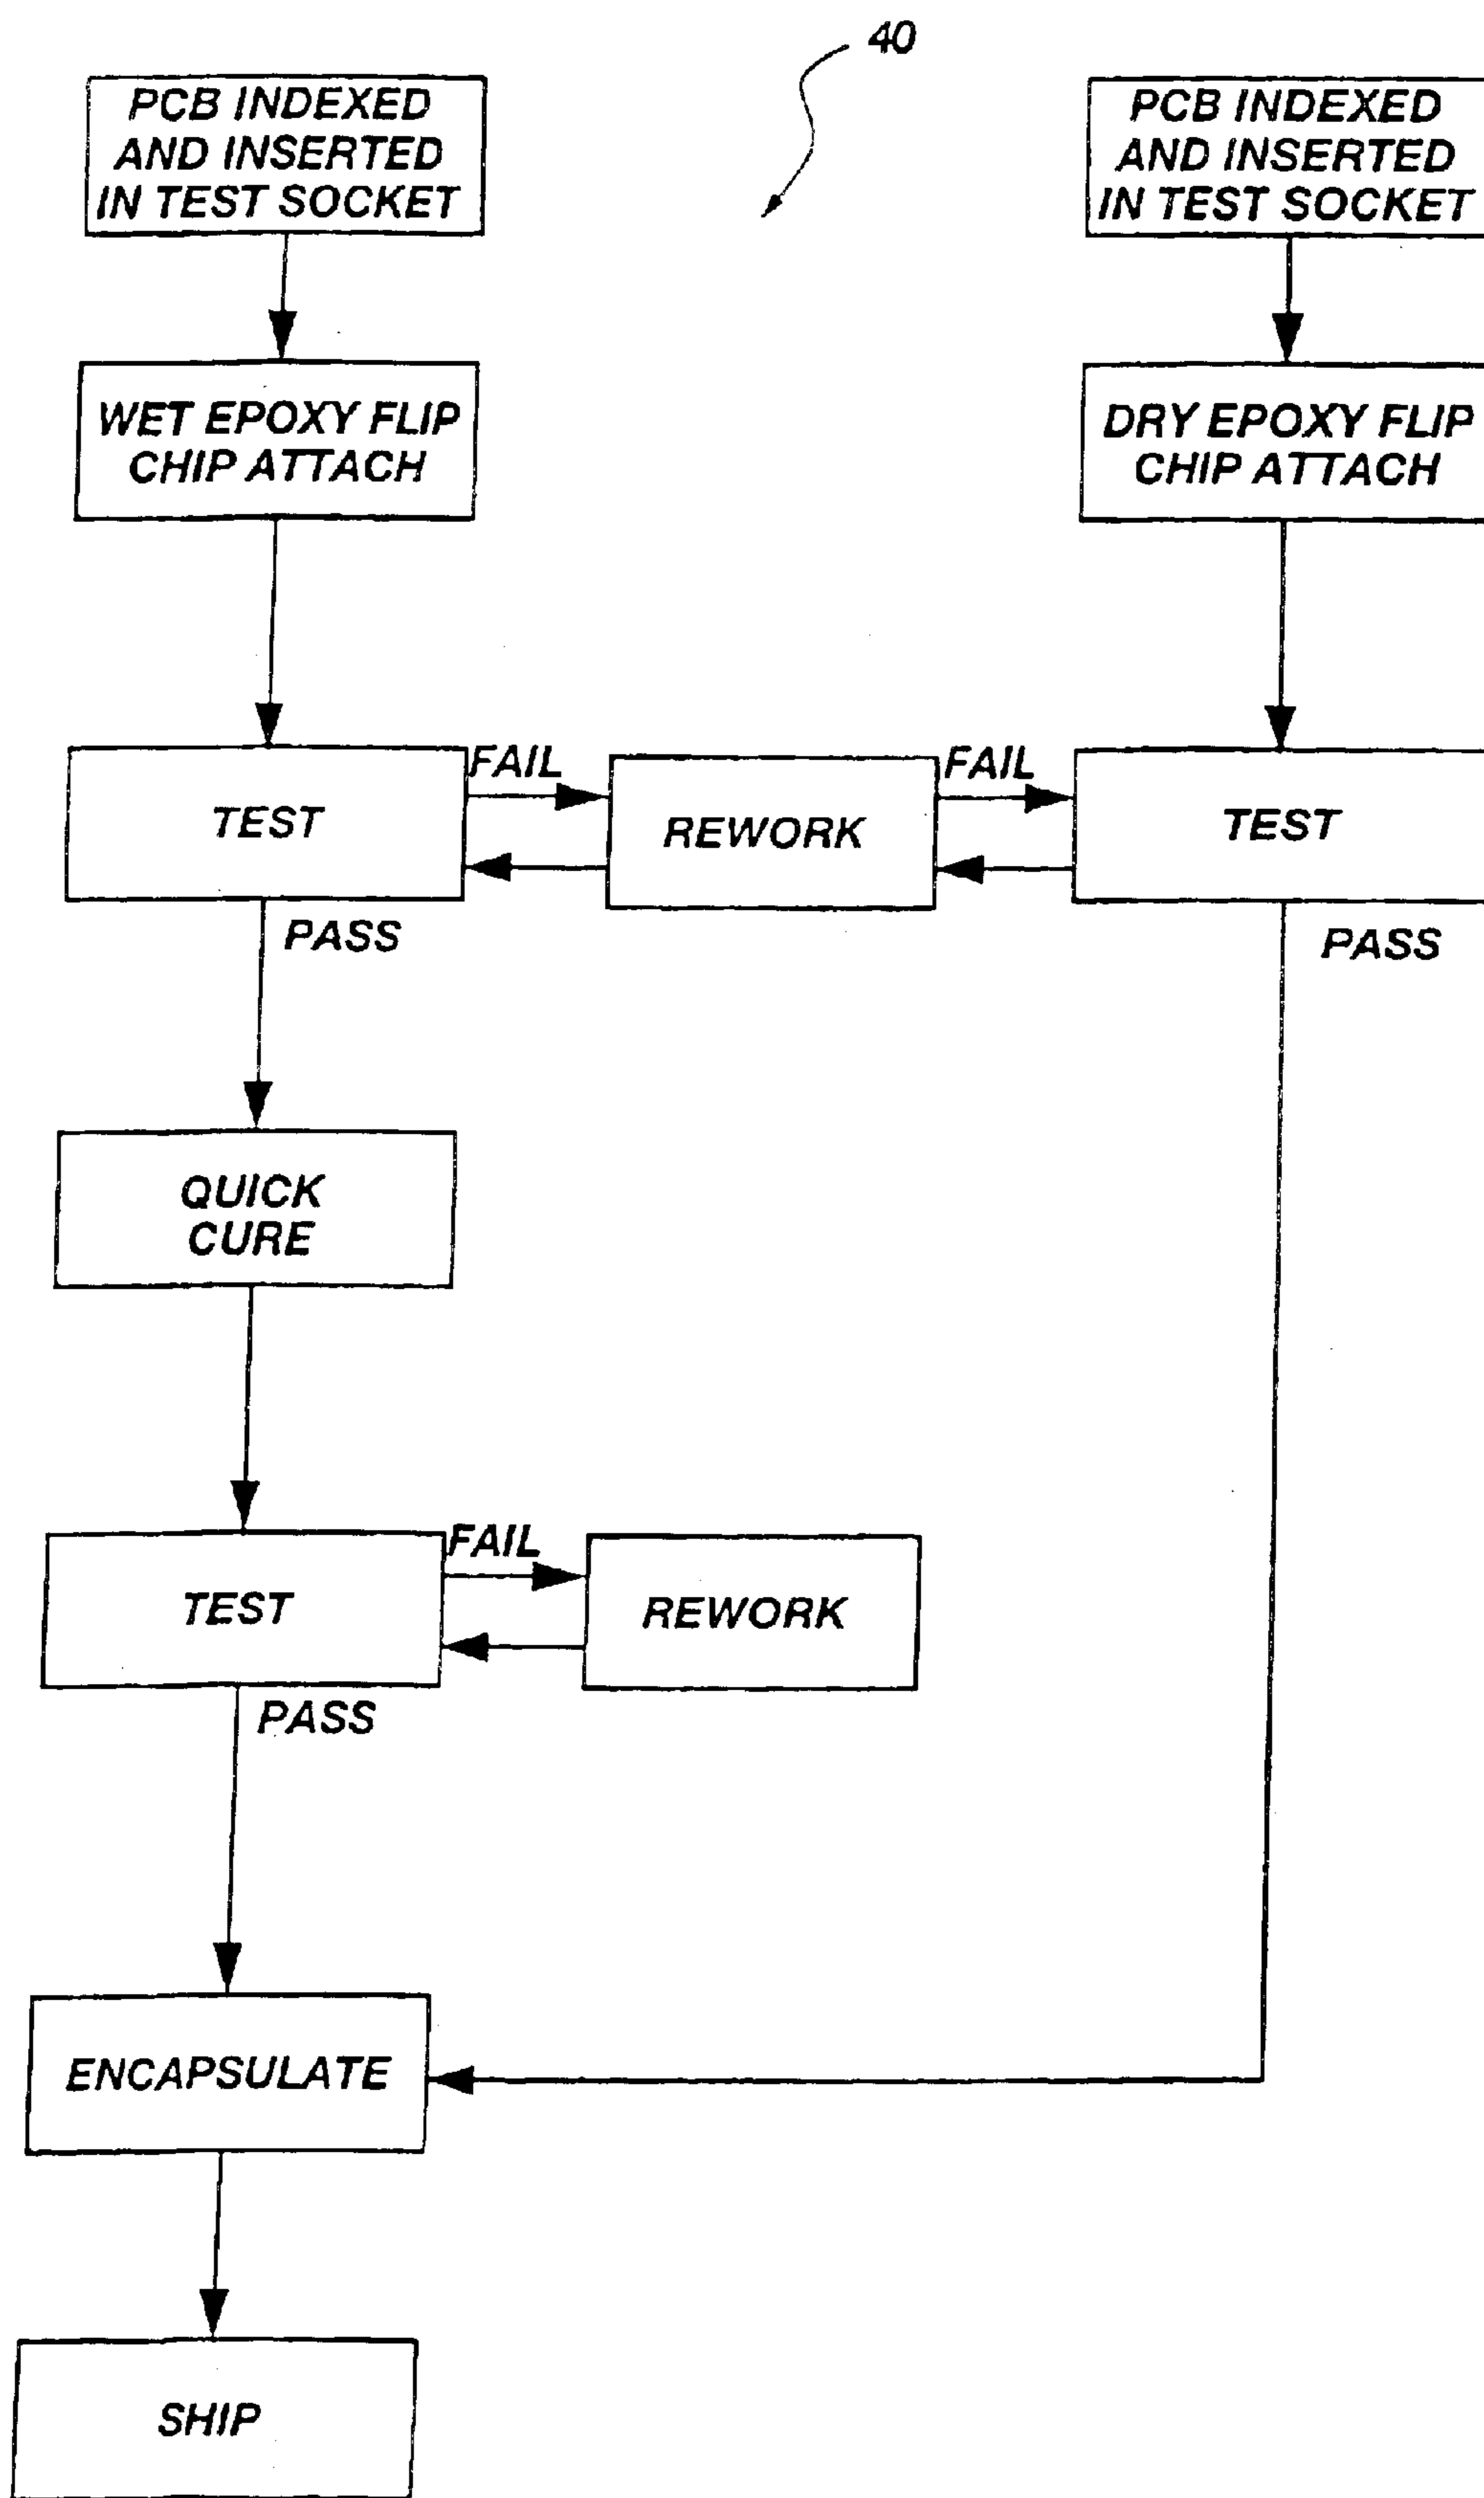 40
PCB INDEXED
AND INSERTED
IN TEST SOCKET
PCB INDEXED
AND INSERTED
IN TEST SOCKET
WET EPOXY FLIP
CHIP ATTACH
DRY EPOXY FLIP
CHIP ATTACH
TEST
FAIL
REWORK
FAIL
TEST
PASS
PASS
QUICK
CURE
TEST
FAIL
REWORK
PASS
ENCAPSULATE
SHIP